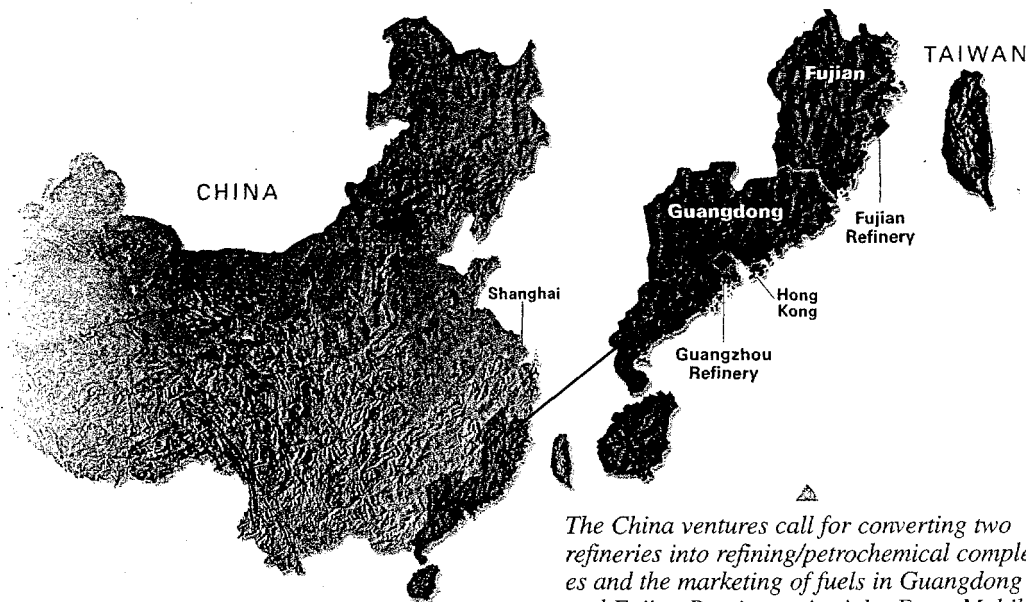 CHINA
Shanghai
TAIWAN
Fujian
Fujian
Refinery
Guangdong
Hong
Kong
Guangzhou
Refinery
The China ventures call for converting two
refineries into refining/petrochemical comple
es and the marketing of fuels in Guangdong